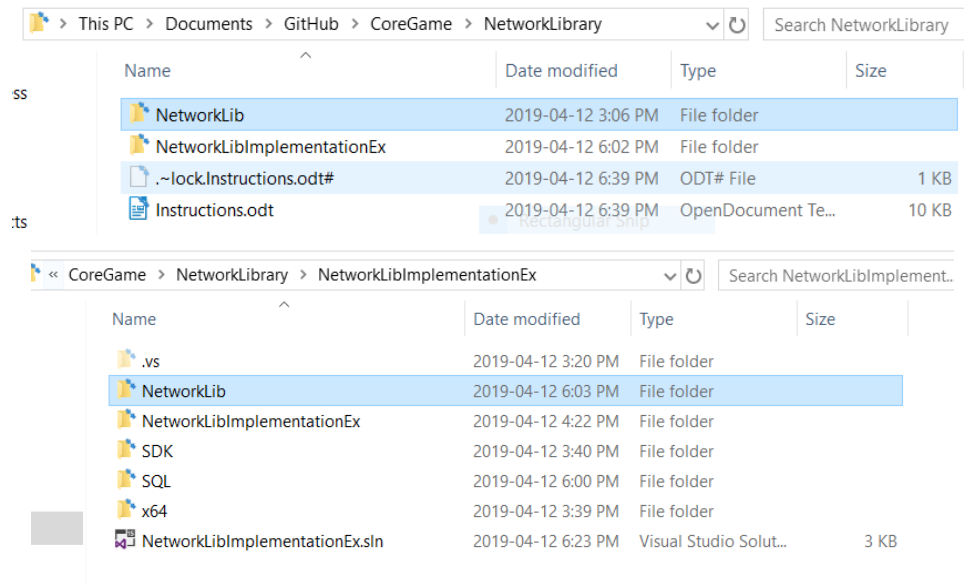 This PC > Documents > GitHub > CoreGame > NetworkLibrary Search NetworkLibrary
Name Date modified Type Size
ss
NetworkLib 2019-04-12 3:06 PM File folder
NetworkLibImplementationEx 2019-04-12 6:02 PM File folder
.~lock.Instructions.odt# 2019-04-12 6:39 PM ODT# File 1 KB
Instructions.odt 2019-04-12 6:39 PM OpenDocument Te... 10 KB
ts
Rectangular Snip
« CoreGame > NetworkLibrary > NetworkLibImplementationEx Search NetworkLibImplement...
Name Date modified Type Size
.vs 2019-04-12 3:20 PM File folder
NetworkLib 2019-04-12 6:03 PM File folder
NetworkLibImplementationEx 2019-04-12 4:22 PM File folder
SDK 2019-04-12 3:40 PM File folder
SQL 2019-04-12 6:00 PM File folder
x64 2019-04-12 3:39 PM File folder
NetworkLibImplementationEx.sln 2019-04-12 6:23 PM Visual Studio Solut... 3 KB